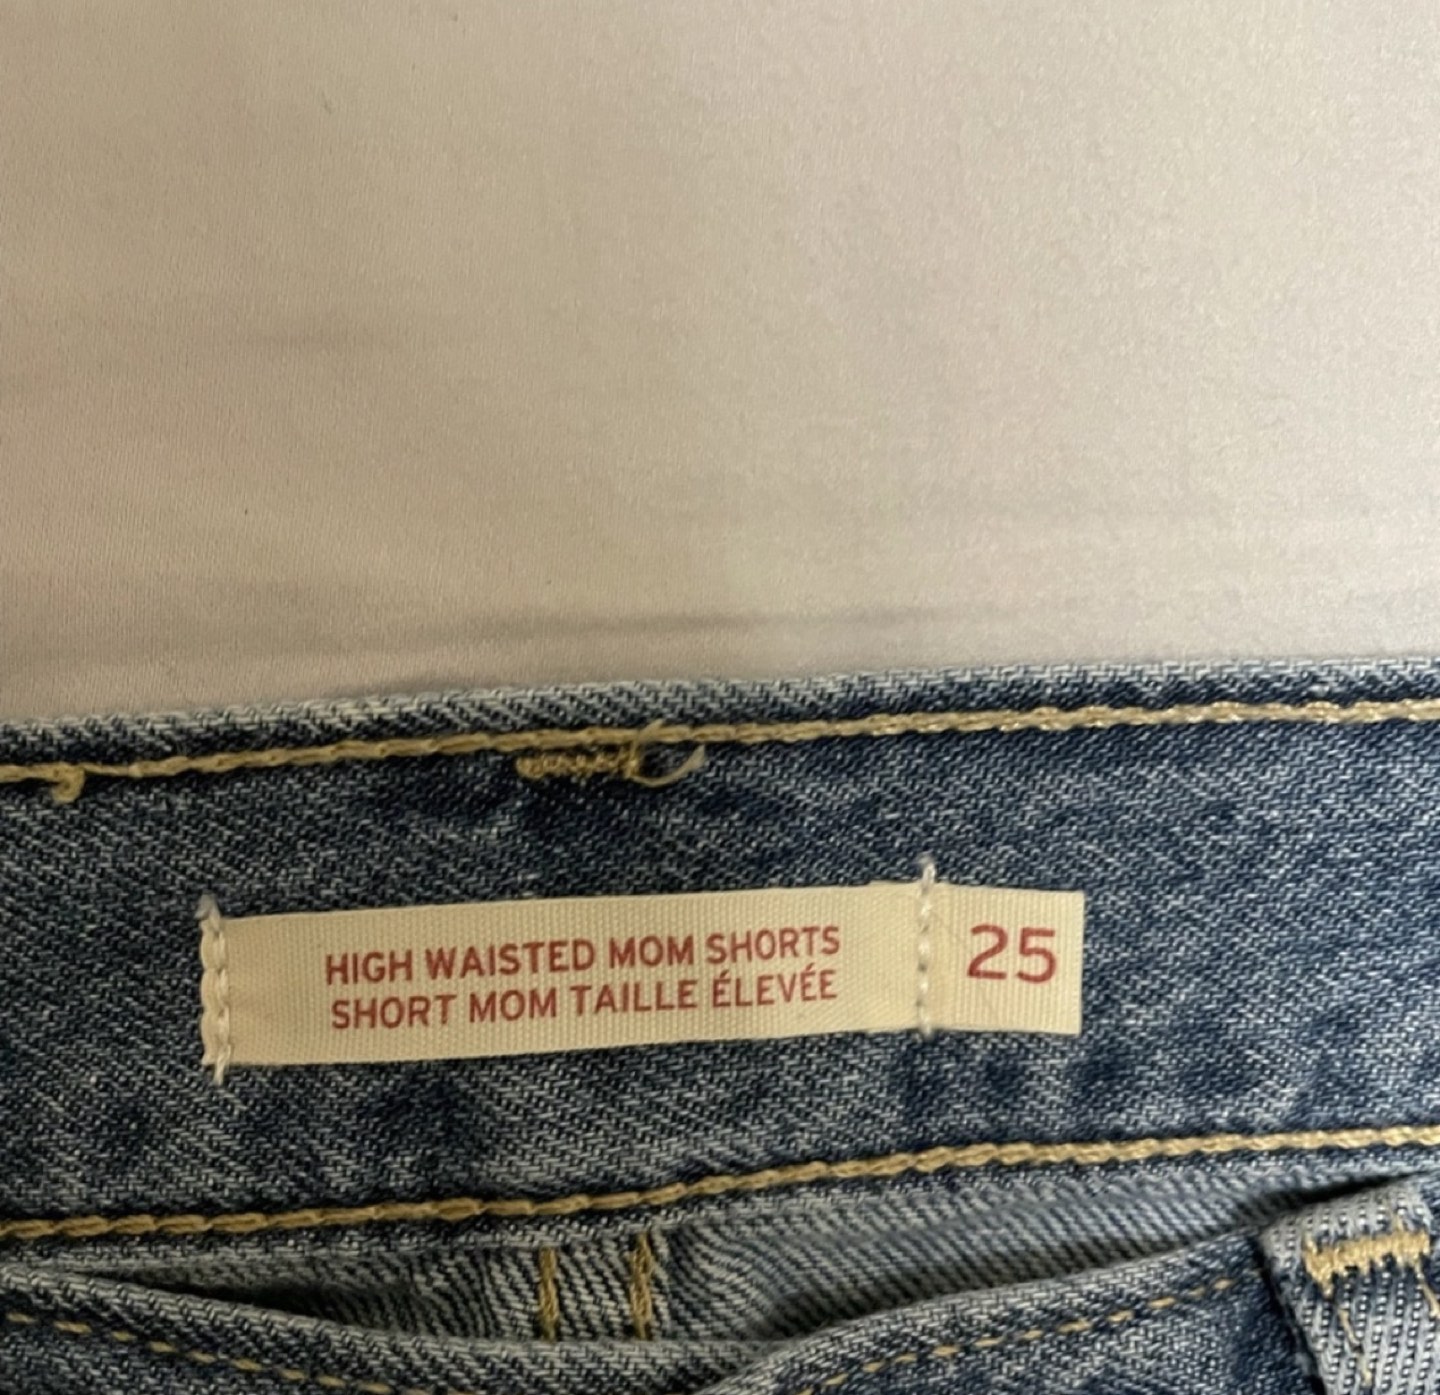 HIGH WAISTED MOM SHORTS
SHORT MOM TAILLE ÉLEVÉE
25